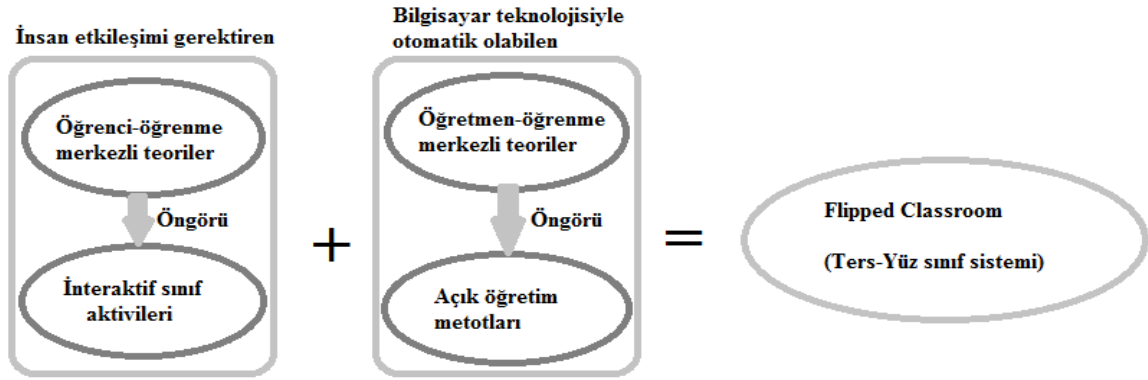 İnsan etkileşimi gerektiren
Öğrenci-öğrenme
merkezli teoriler
Öngörü
İnteraktif sınıf
aktivileri
+
Bilgisayar teknolojisiyle
otomatik olabilen
Öğretmen-öğrenme
merkezli teoriler
Öngörü
Açık öğretim
metotları
=
Flipped Classroom
(Ters-Yüz sınıf sistemi)